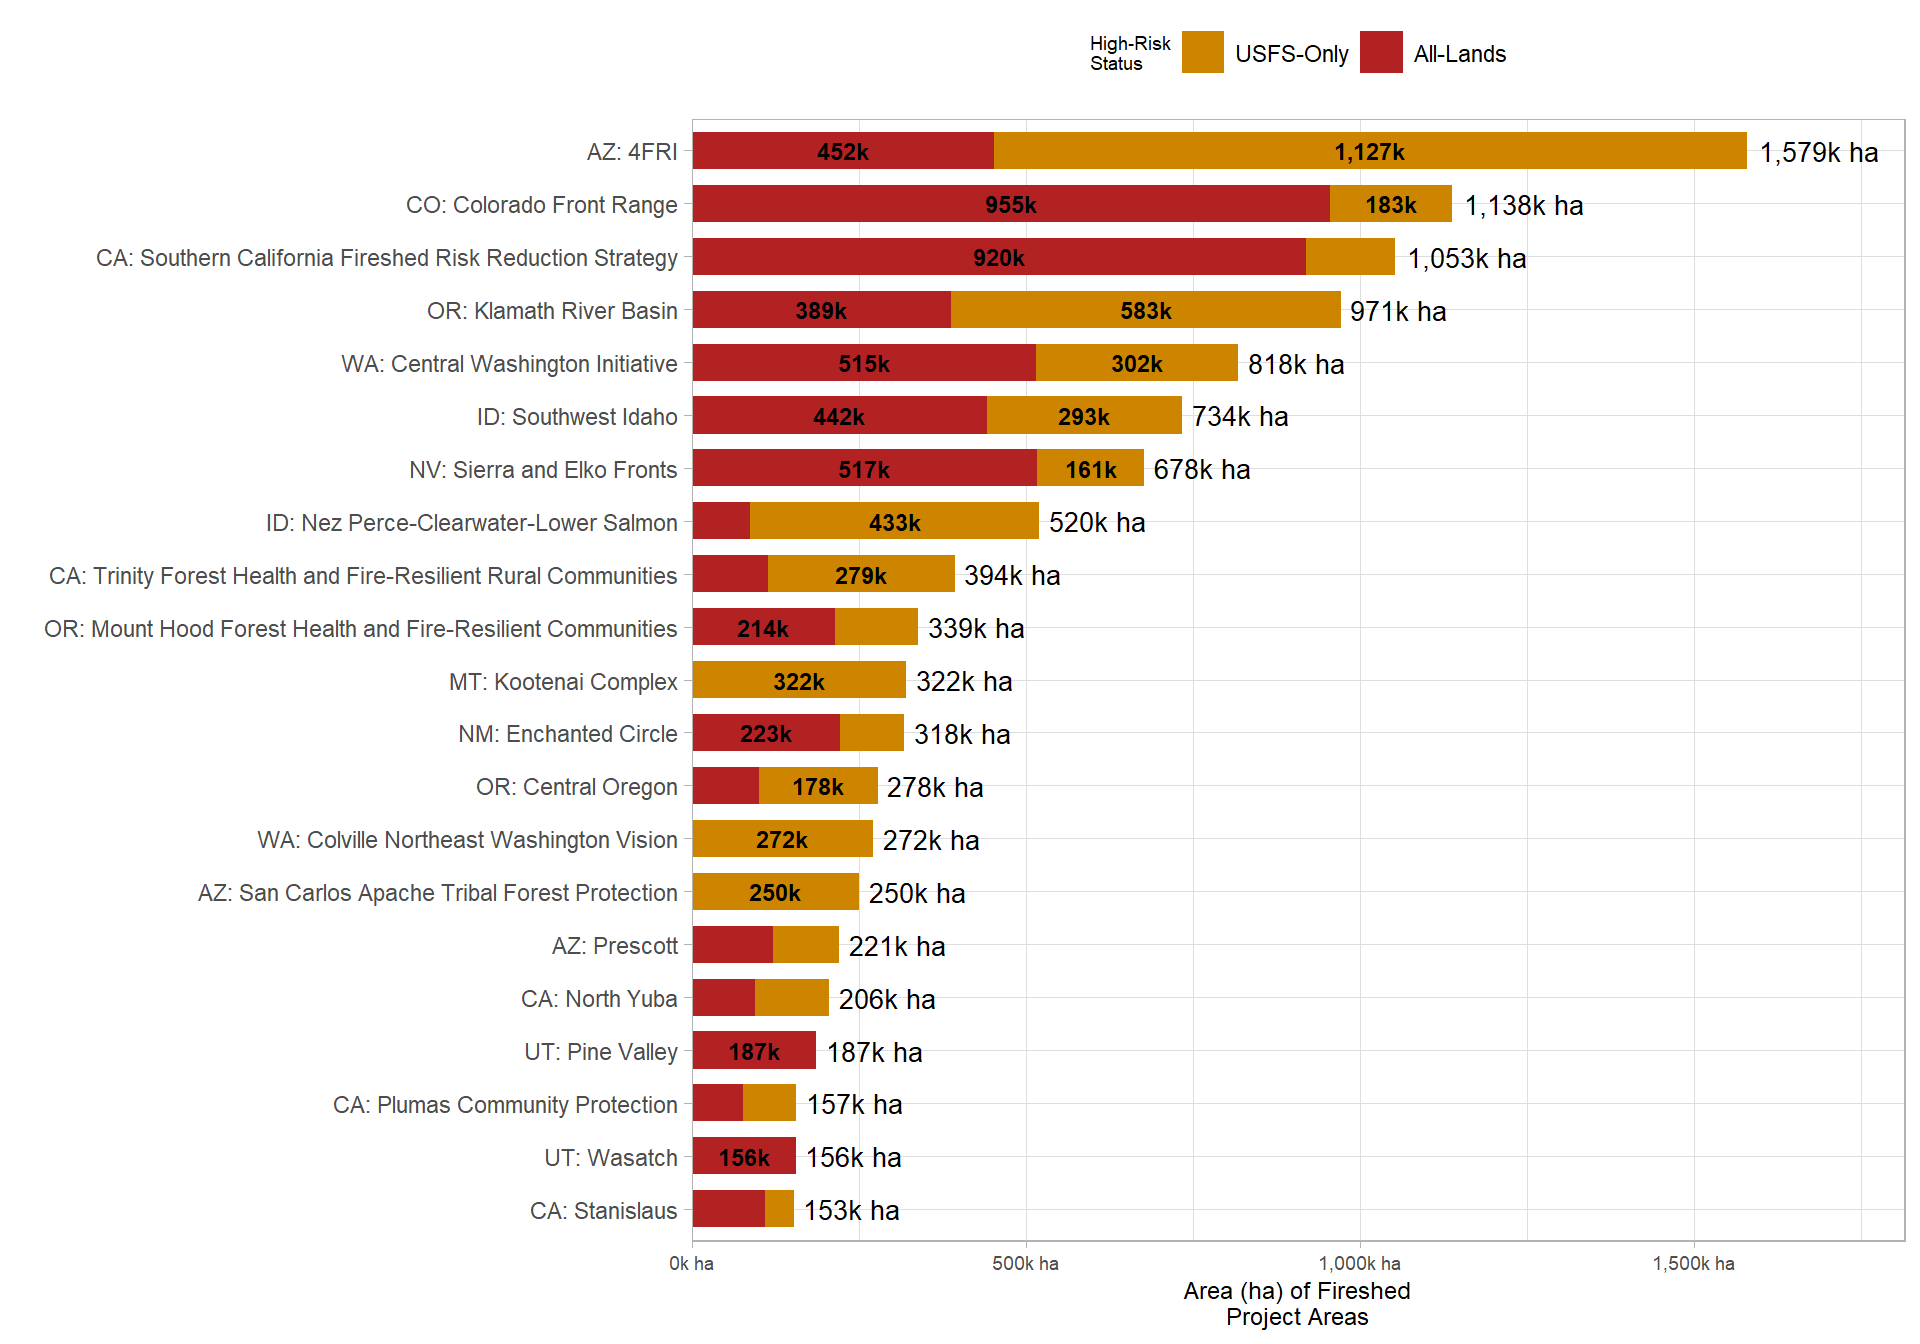 High-Risk
Status
USFS-Only
All-Lands
AZ: 4FRI 452k 1,127k 1,579k ha
CO: Colorado Front Range 955k 183k 1,138k ha
CA: Southern California Fireshed Risk Reduction Strategy 920k 1,053k ha
OR: Klamath River Basin 389k 583k 971k ha
WA: Central Washington Initiative 515k 302k 818k ha
ID: Southwest Idaho 442k 293k 734k ha
NV: Sierra and Elko Fronts 517k 161k 678k ha
ID: Nez Perce-Clearwater-Lower Salmon 433k 520k ha
CA: Trinity Forest Health and Fire-Resilient Rural Communities 279k 394k ha
OR: Mount Hood Forest Health and Fire-Resilient Communities 214k 339k ha
MT: Kootenai Complex 322k 322k ha
NM: Enchanted Circle 223k 318k ha
OR: Central Oregon 178k 278k ha
WA: Colville Northeast Washington Vision 272k 272k ha
AZ: San Carlos Apache Tribal Forest Protection 250k 250k ha
AZ: Prescott 221k ha
CA: North Yuba 206k ha
UT: Pine Valley 187k 187k ha
CA: Plumas Community Protection 157k ha
UT: Wasatch 156k 156k ha
CA: Stanislaus 153k ha
0k ha 500k ha 1,000k ha 1,500k ha
Area (ha) of Fireshed
Project Areas